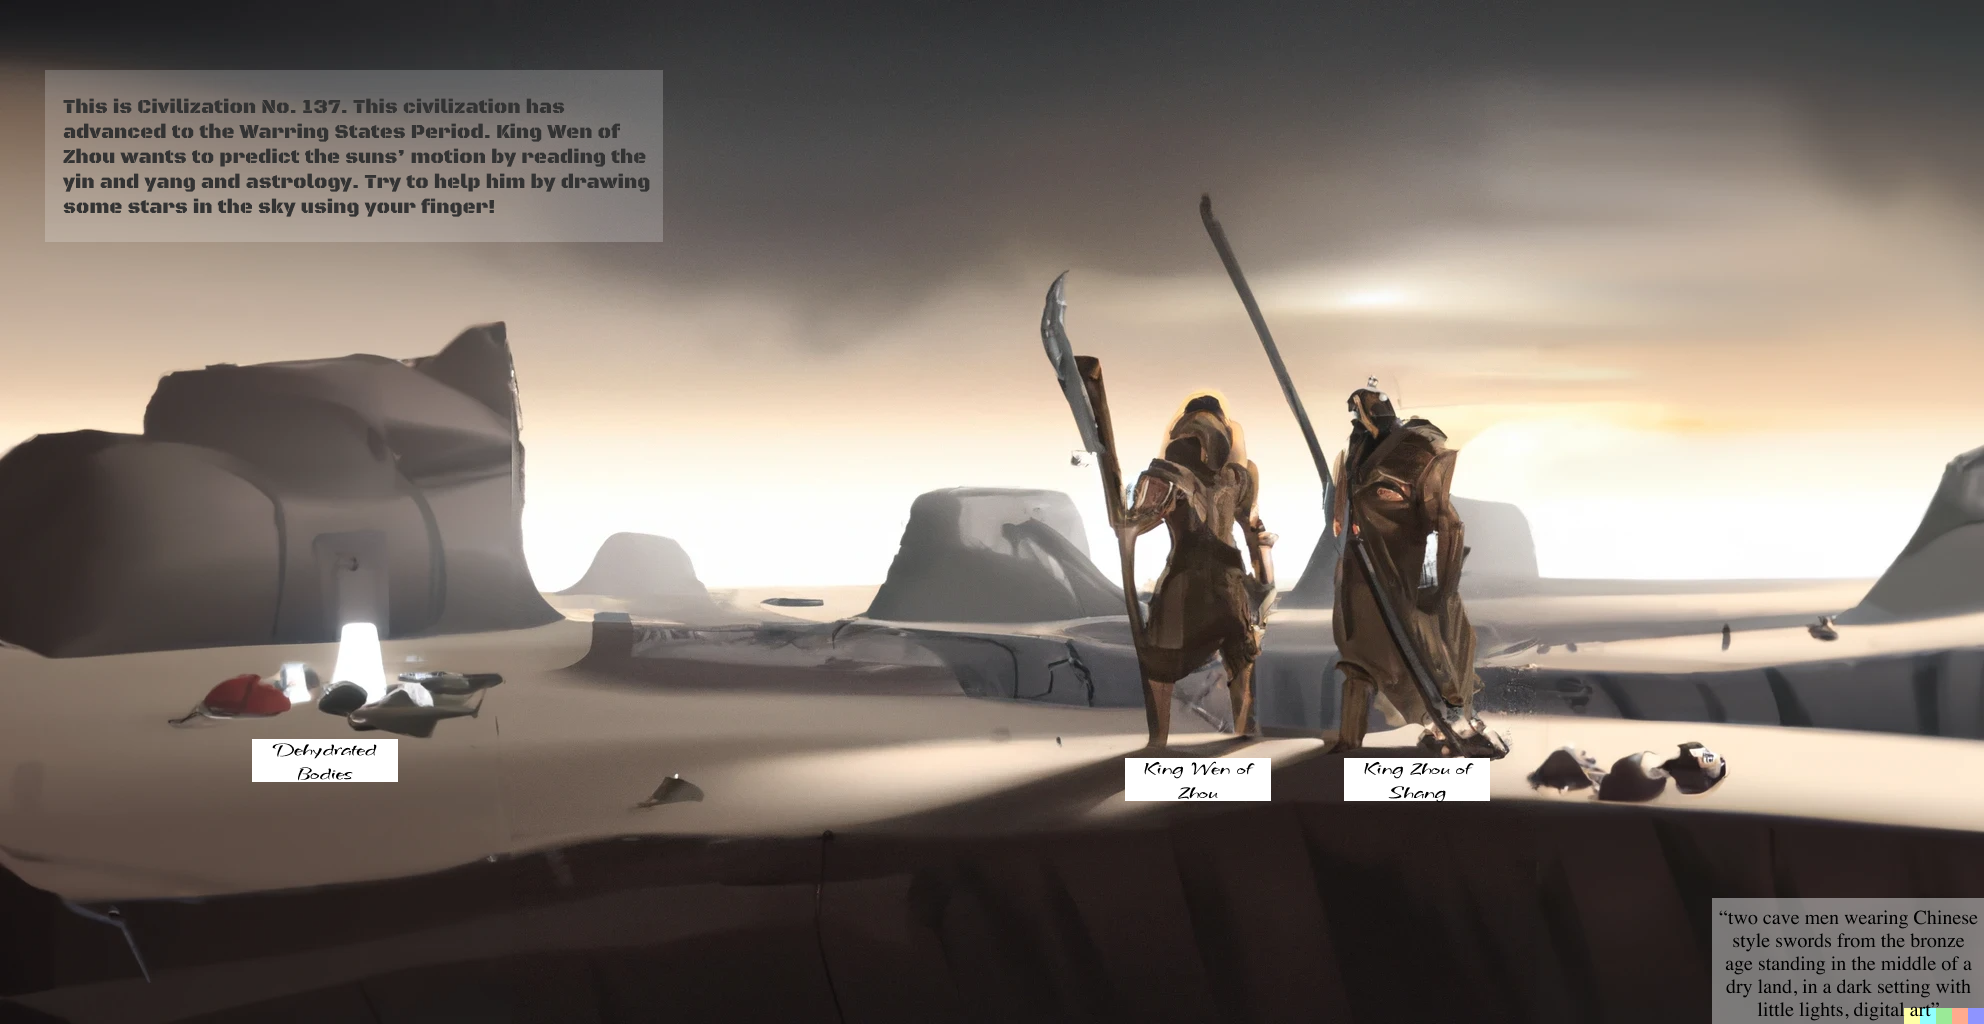 This is Civilization No. 137. This civilization has
advanced to the Warring States Period. King Wen of
Zhou wants to predict the suns’ motion by reading the
yin and yang and astrology. Try to help him by drawing
some stars in the sky using your finger!
Dehydrated
Bodies
King Wen of
Zhou
King Zhou of
Shang
“two cave men wearing Chinese
style swords from the bronze
age standing in the middle of a
dry land, in a dark setting with
little lights, digital art”